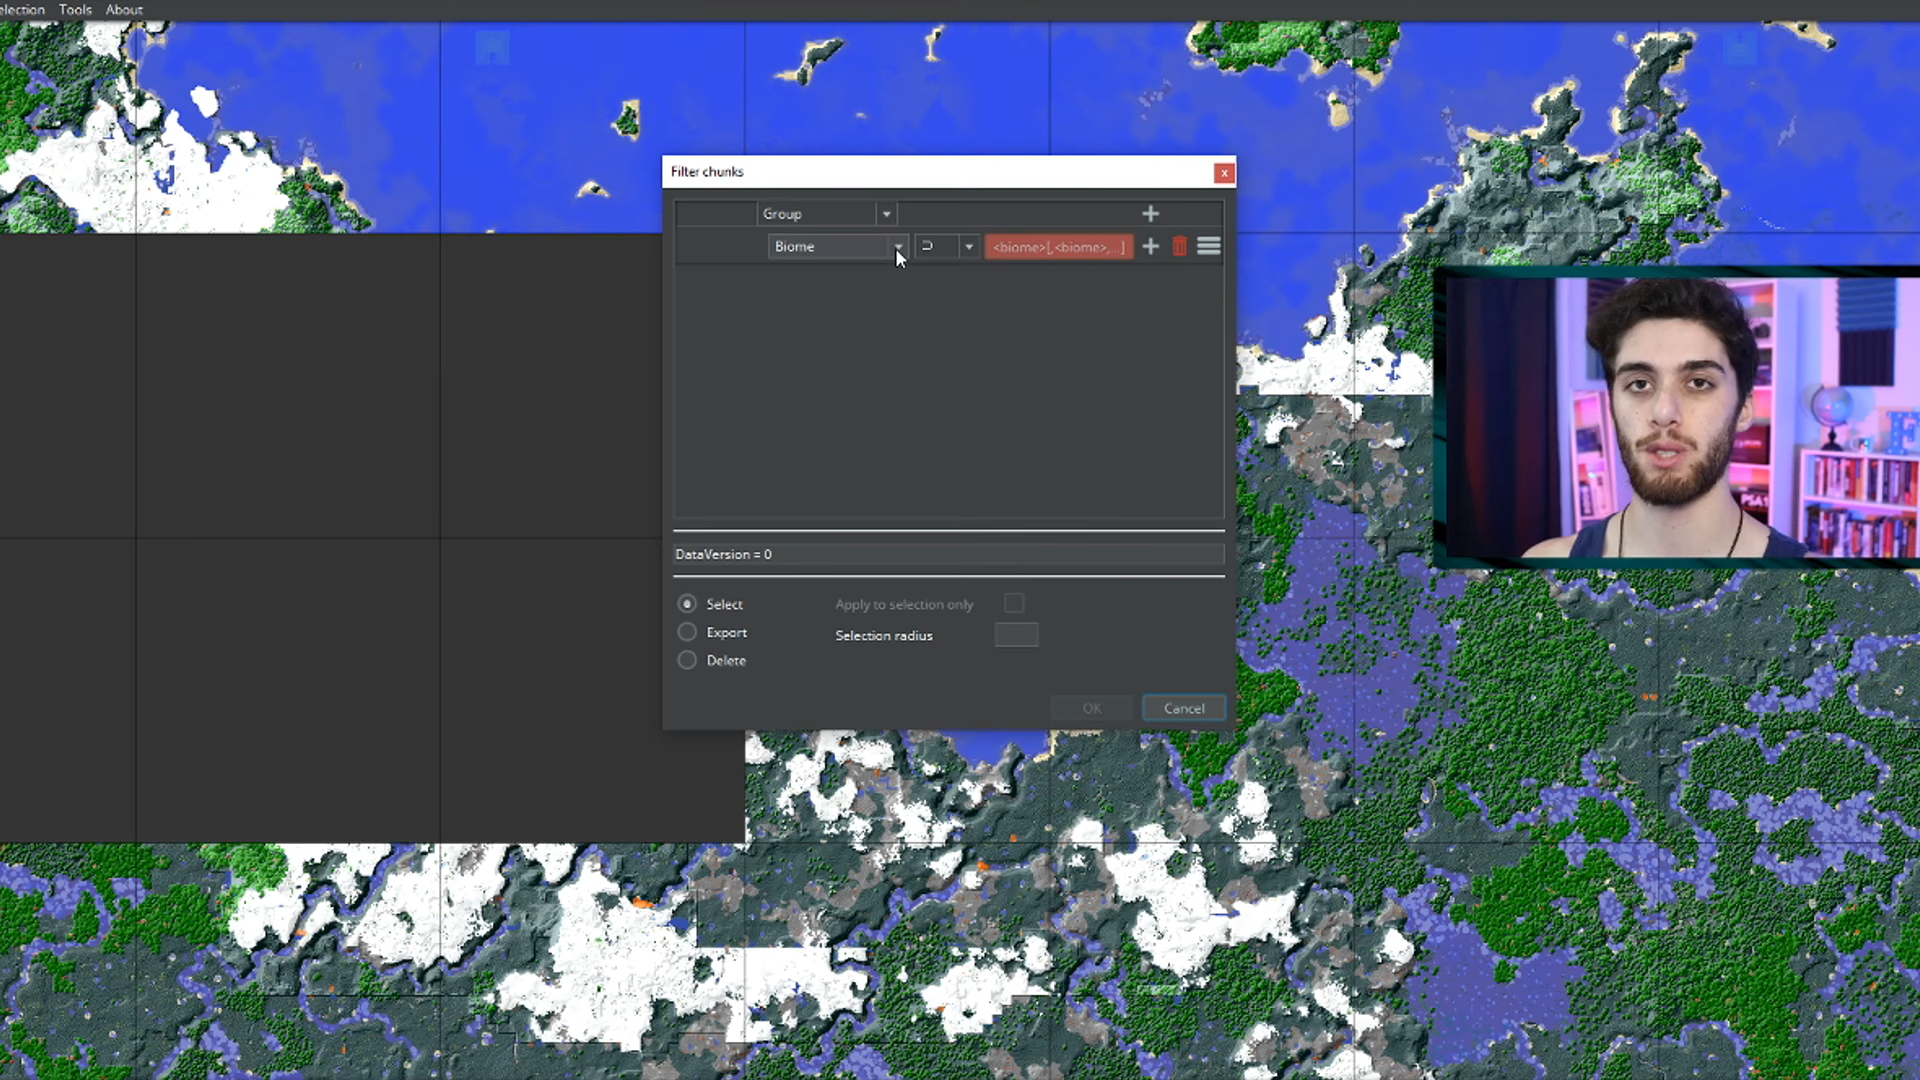 election Tools About
Filter chunks
x
Group
Biome
⊃
<biome>[,<biome>,...]
DataVersion = 0
Select
Apply to selection only
Export
Selection radius
Delete
OK
Cancel